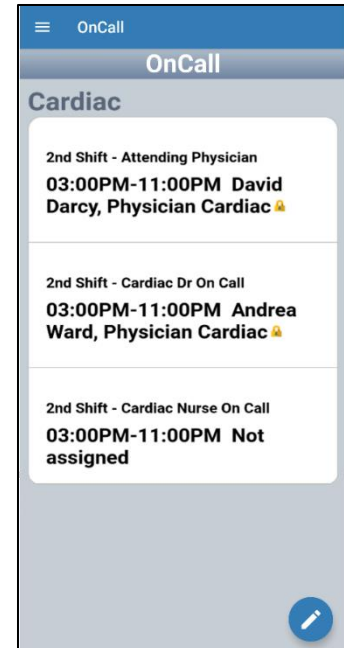 OnCall
OnCall
Cardiac
2nd Shift - Attending Physician
03:00PM-11:00PM David
Darcy, Physician Cardiac
2nd Shift - Cardiac Dr On Call
03:00PM-11:00PM Andrea
Ward, Physician Cardiac
2nd Shift - Cardiac Nurse On Call
03:00PM-11:00PM Not
assigned